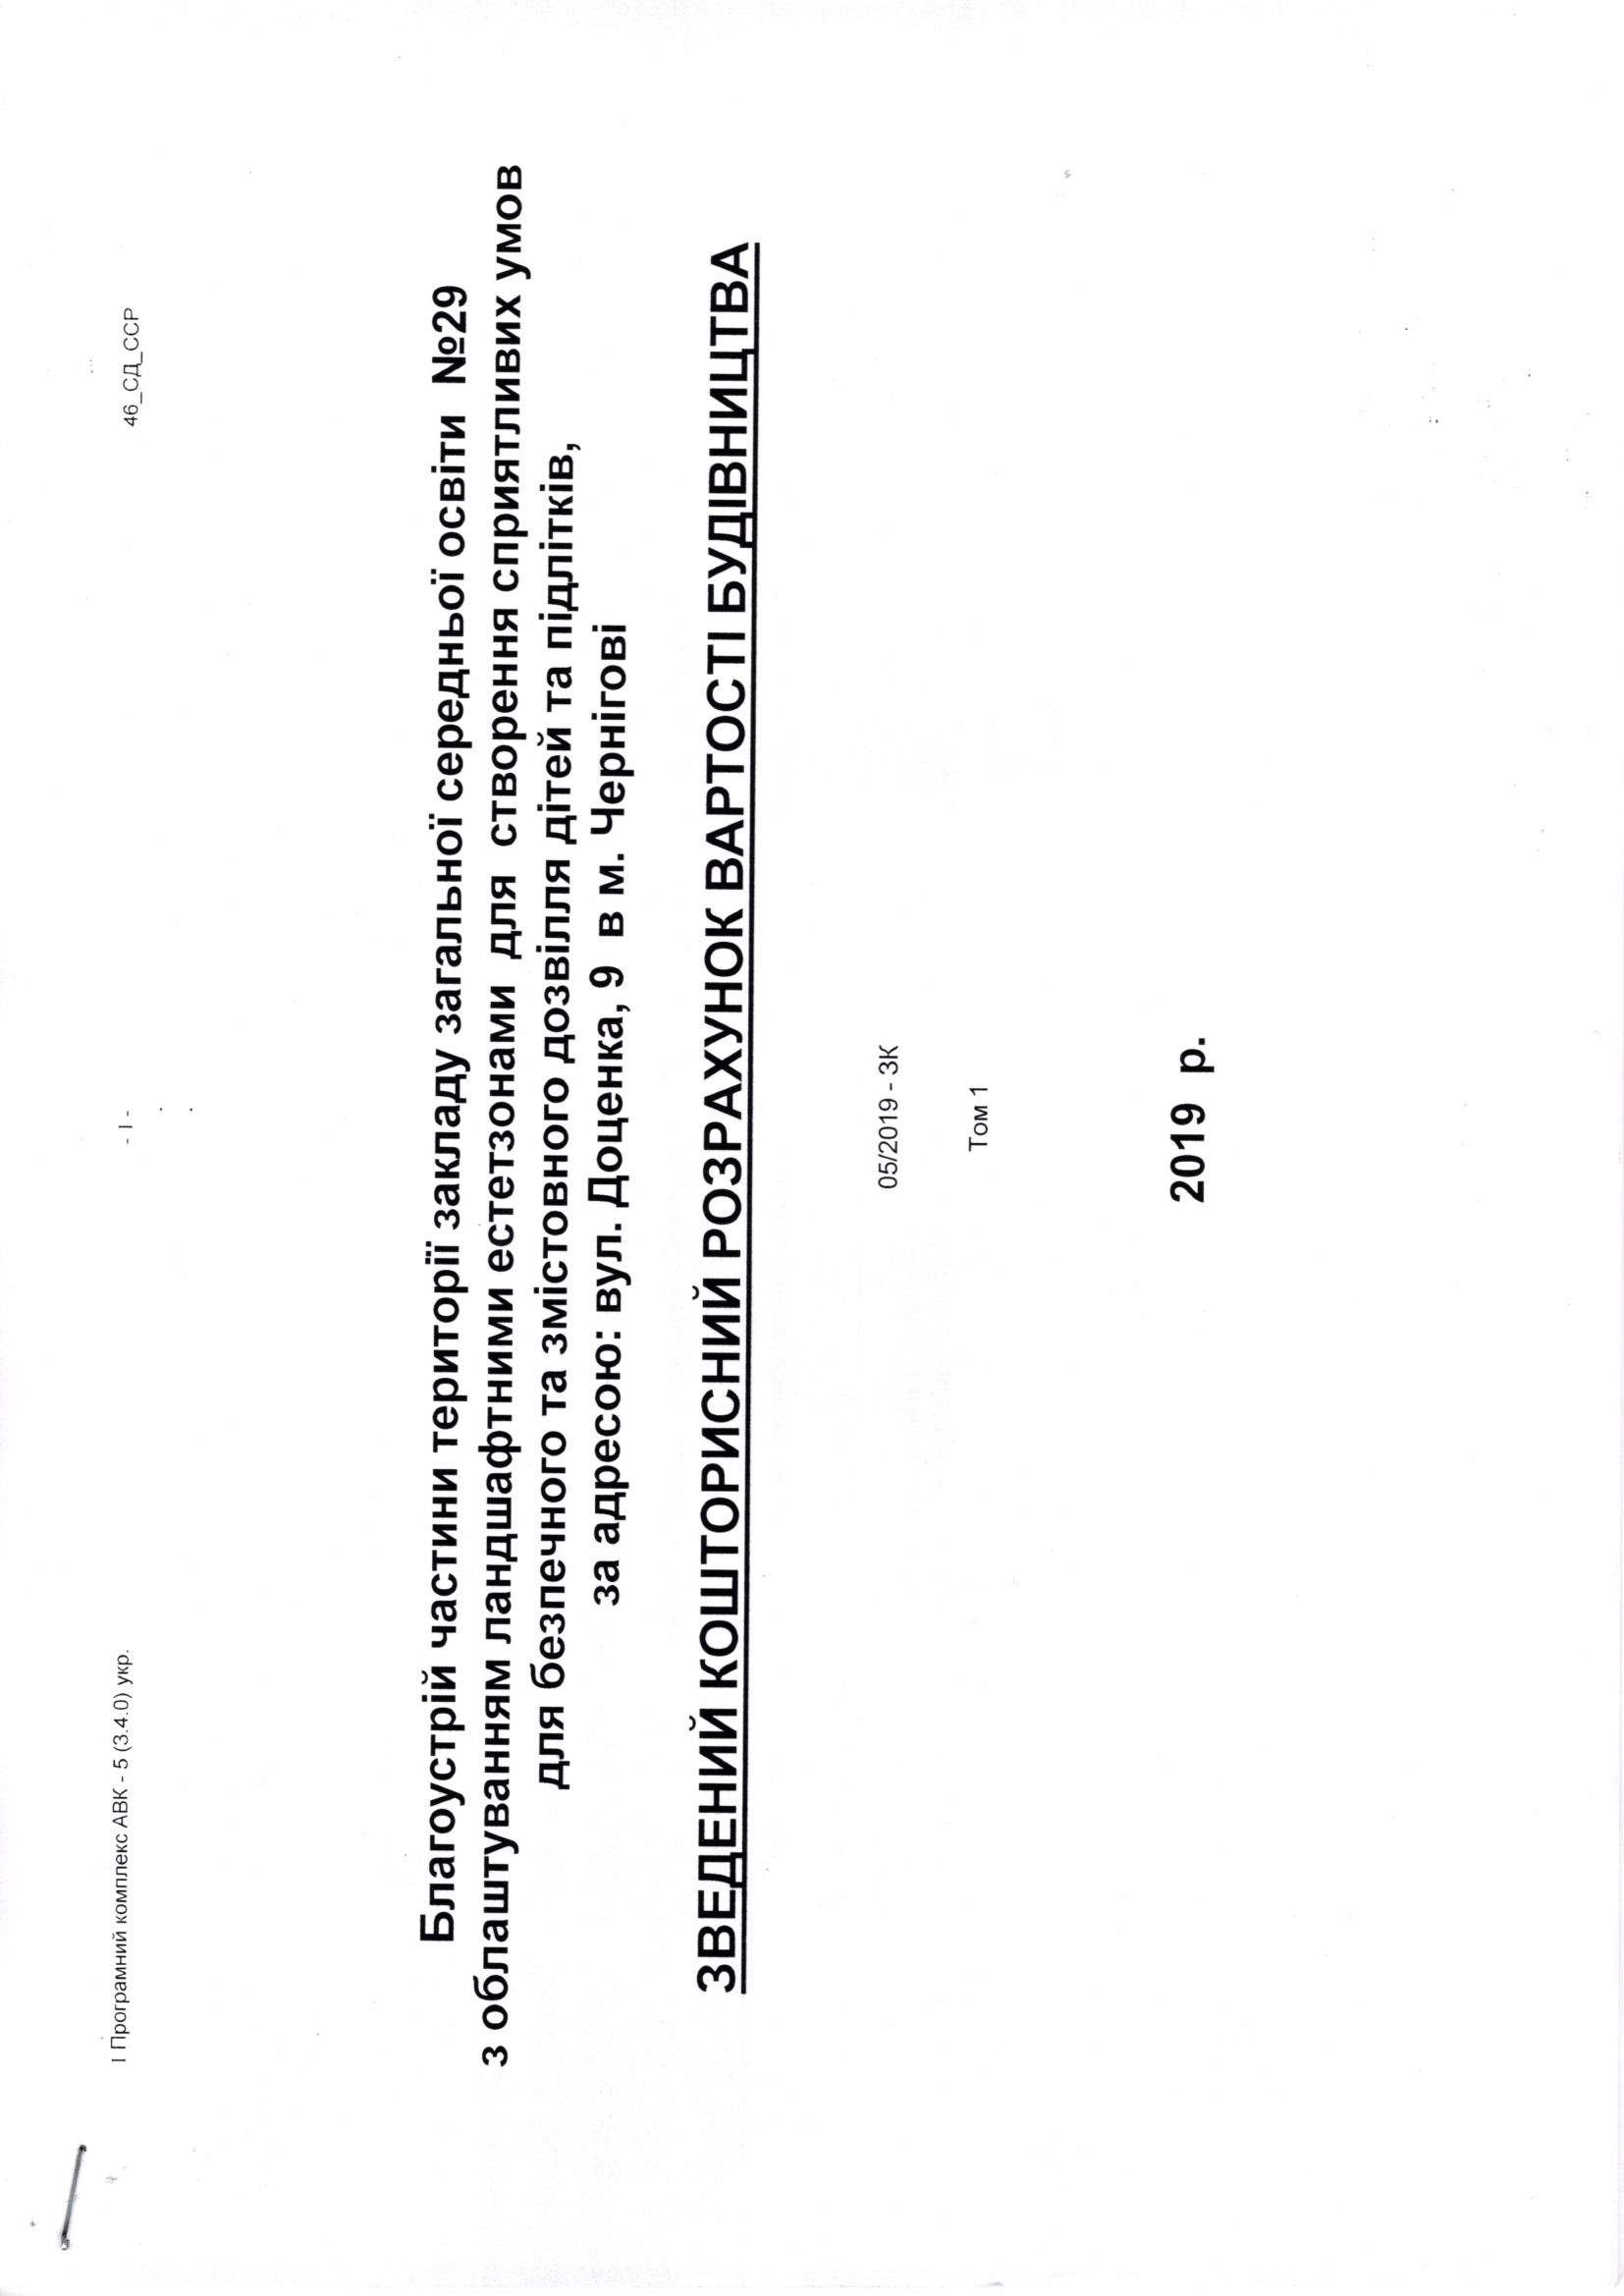 І Програмний комплекс АВК - 5 (3.4.0) укр. - І - 46_СД_ССР
Благоустрій частини території закладу загальної середньої освіти №29
з облаштуванням ландшафтними естетзонами для створення сприятливих умов
для безпечного та змістовного дозвілля дітей та підлітків,
за адресою: вул. Доценка, 9 в м. Чернігові
ЗВЕДЕНИЙ КОШТОРИСНИЙ РОЗРАХУНОК ВАРТОСТІ БУДІВНИЦТВА
05/2019 - ЗК
Том 1
2019 р.